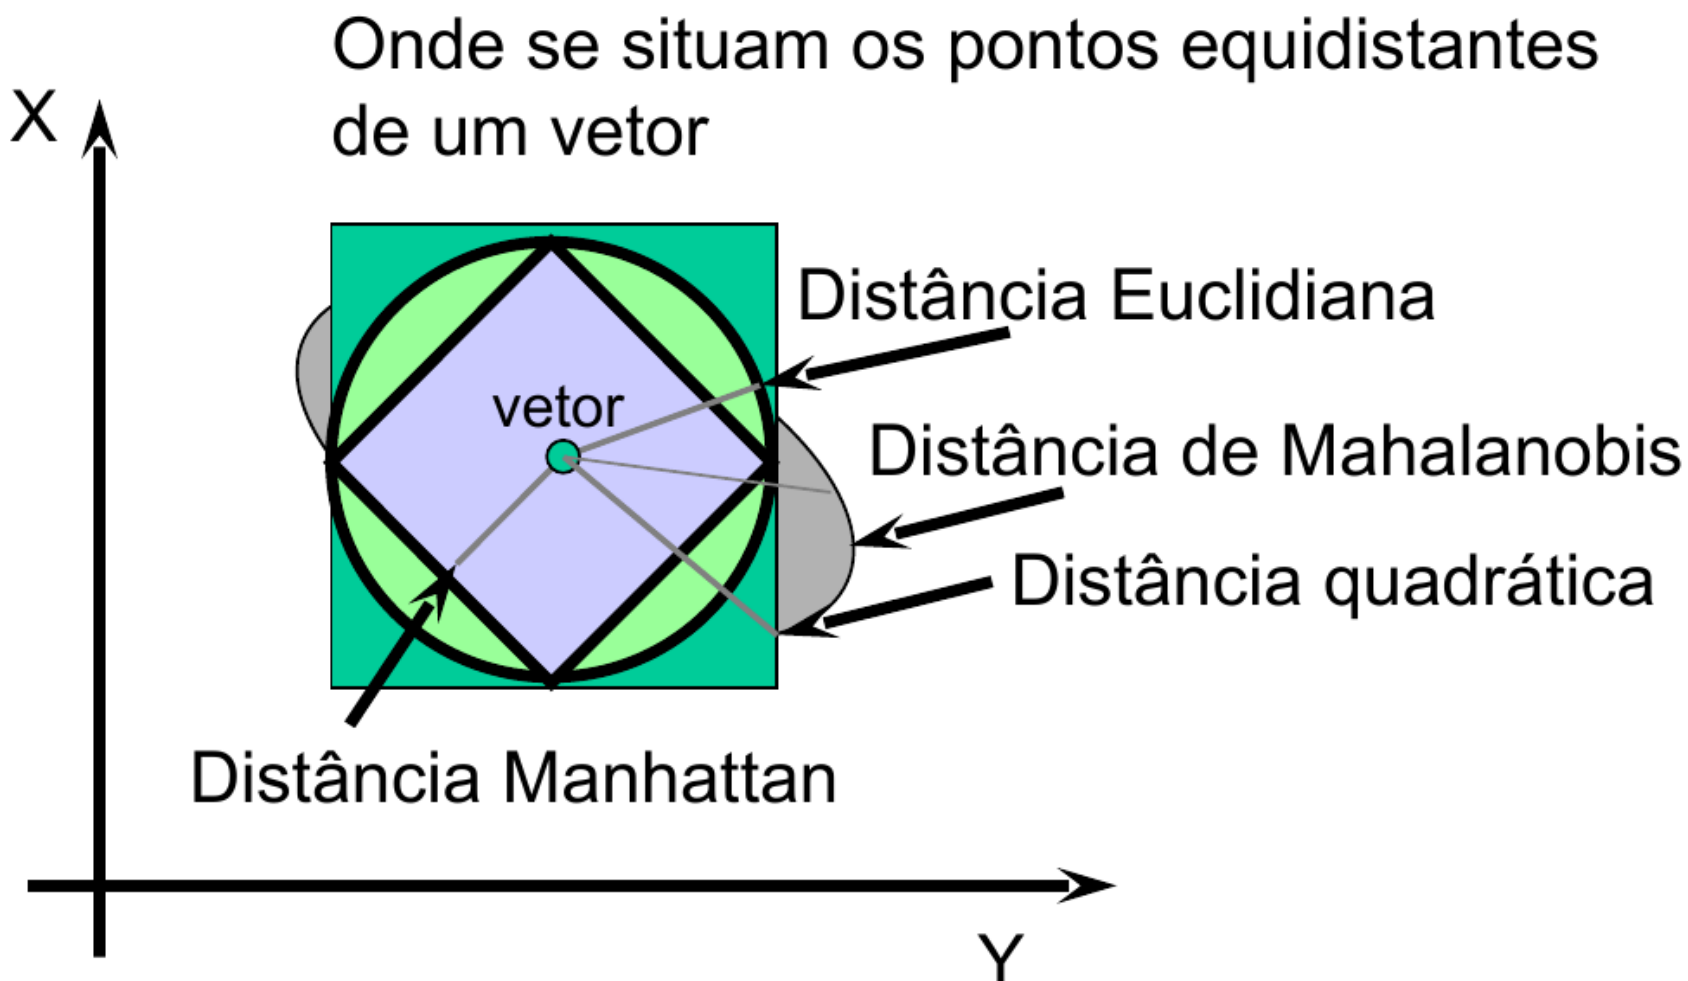 Onde se situam os pontos equidistantes
de um vetor
X
Distância Euclidiana
vetor
Distância de Mahalanobis
Distância quadrática
Distância Manhattan
Y